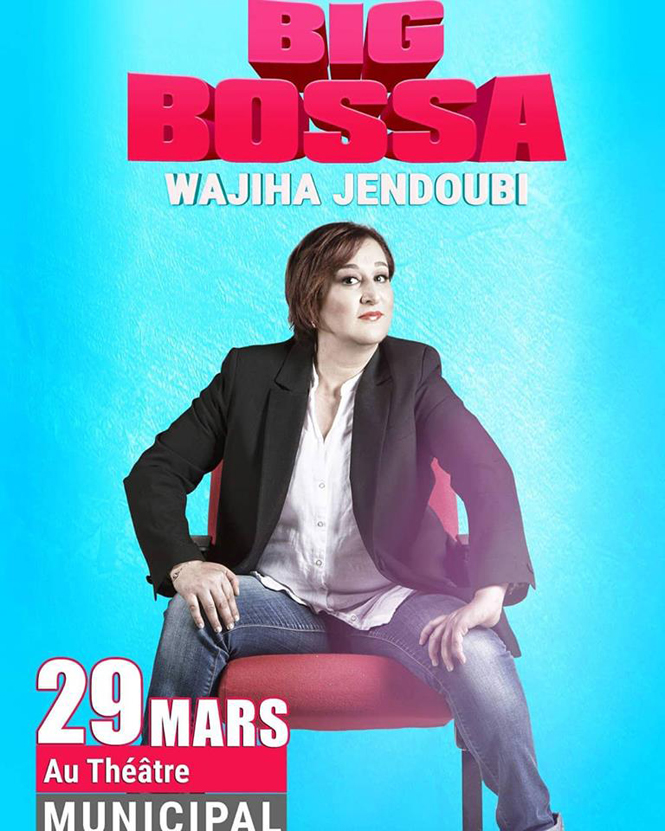 BIG
BOSSA
WAJIHA JENDOUBI
29 MARS
Au Théâtre
MUNICIPAL